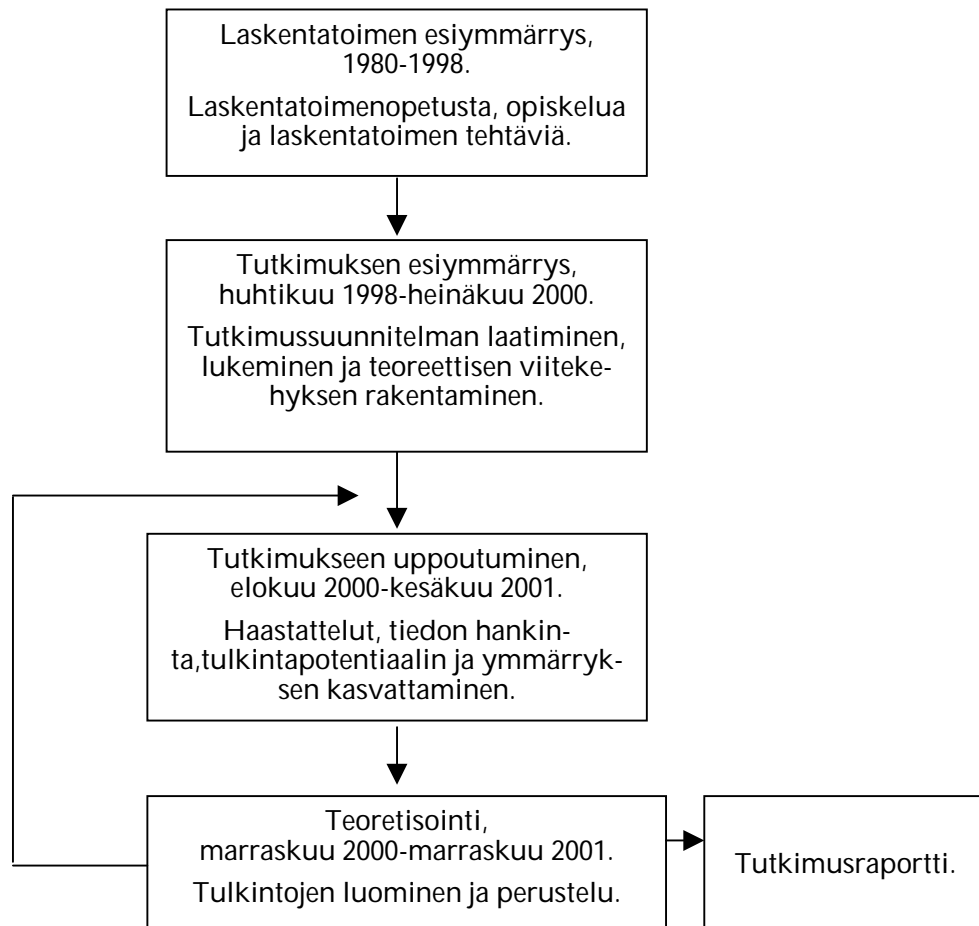 Laskentatoimen esiymmärrys,
1980-1998.
Laskentatoimenopetusta, opiskelua
ja laskentatoimen tehtäviä.
Tutkimuksen esiymmärrys,
huhtikuu 1998-heinäkuu 2000.
Tutkimussuunnitelman laatiminen,
lukeminen ja teoreettisen viiteke-
hyksen rakentaminen.
Tutkimukseen uppoutuminen,
elokuu 2000-kesäkuu 2001.
Haastattelut, tiedon hankin-
ta,tulkintapotentiaalin ja ymmärryk-
sen kasvattaminen.
Teoretisointi,
marraskuu 2000-marraskuu 2001.
Tulkintojen luominen ja perustelu.
Tutkimusraportti.